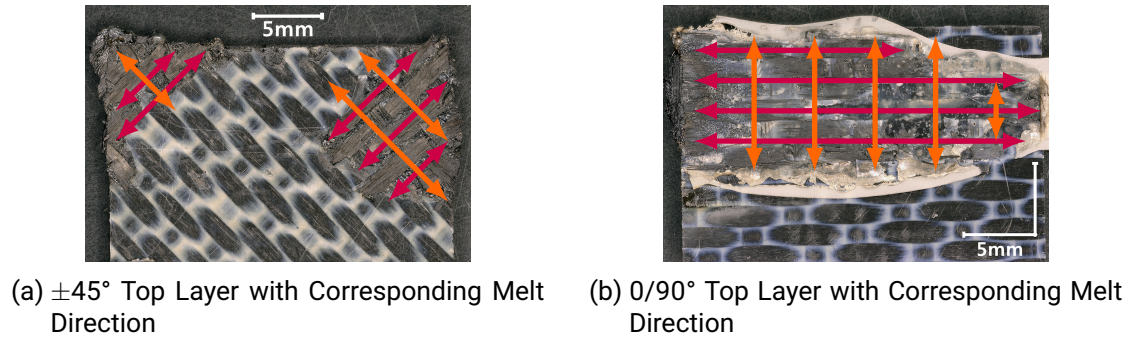 5mm
5mm
(a) ±45° Top Layer with Corresponding Melt
Direction
(b) 0/90° Top Layer with Corresponding Melt
Direction